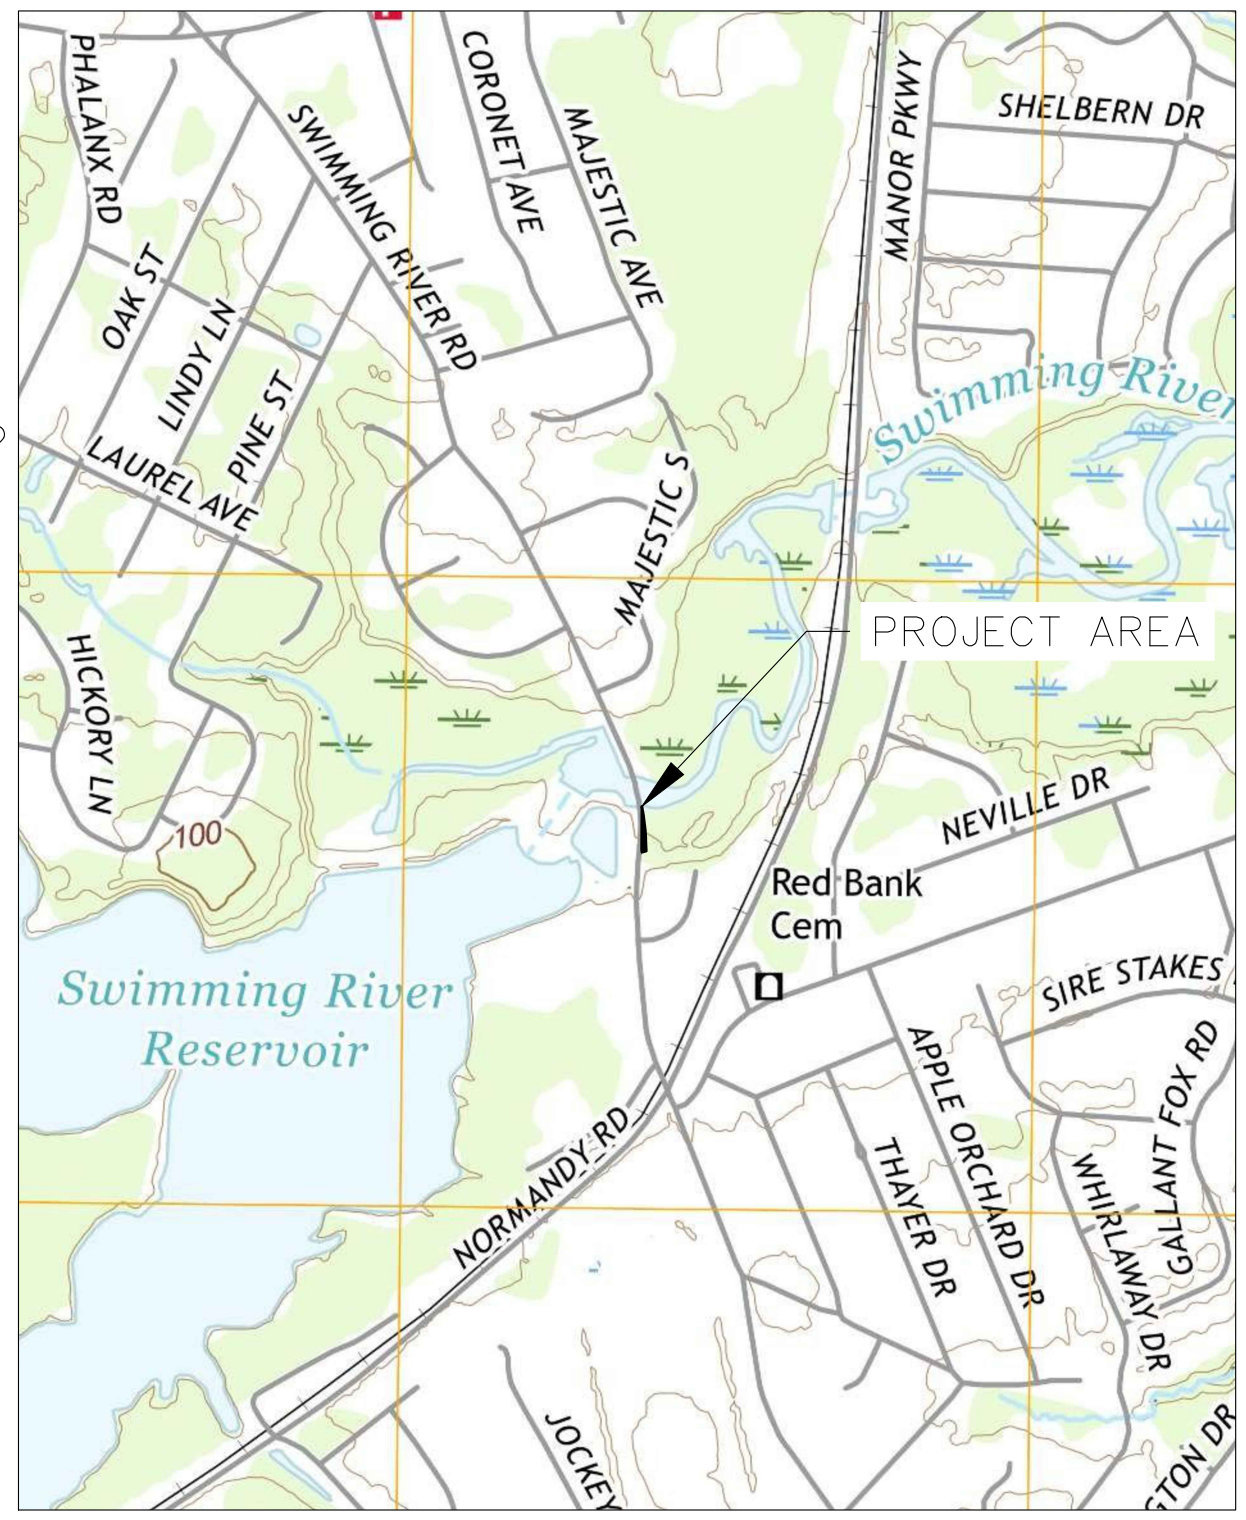 PHALANX RD
OAK ST
LINDY LN
PINE ST
LAUREL AVE
SWIMMING RIVER RD
CORONET AVE
MAJESTIC AVE
MAJESTIC S
MANOR PKWY
SHELBERN DR
Swimming River
PROJECT AREA
HICKORY LN
100
NEVILLE DR
Red Bank
Cem
SIRE STAKES
Swimming River
Reservoir
NORMANDY RD
APPLE ORCHARD DR
THAYER DR
GALLANT FOX RD
WHIRLAWAY DR
JOCKEY
GTON DR